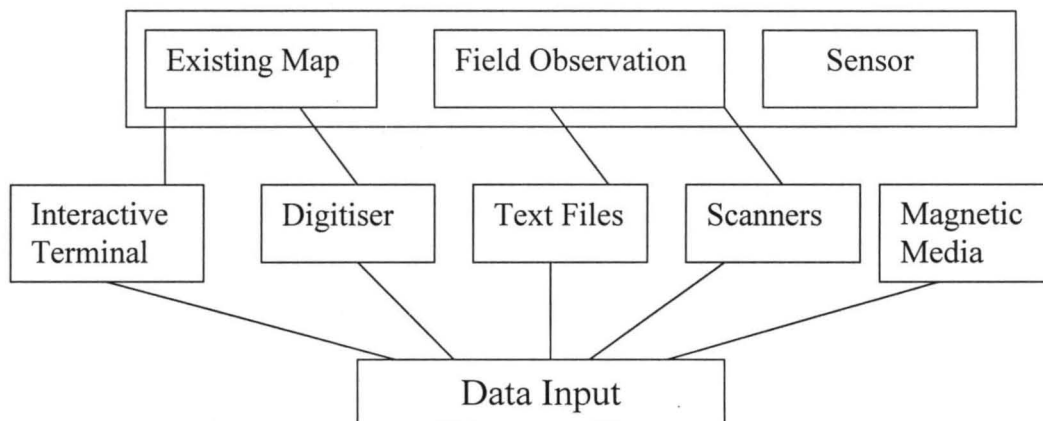 Existing Map
Field Observation
Sensor
Interactive
Terminal
Digitiser
Text Files
Scanners
Magnetic
Media
Data Input